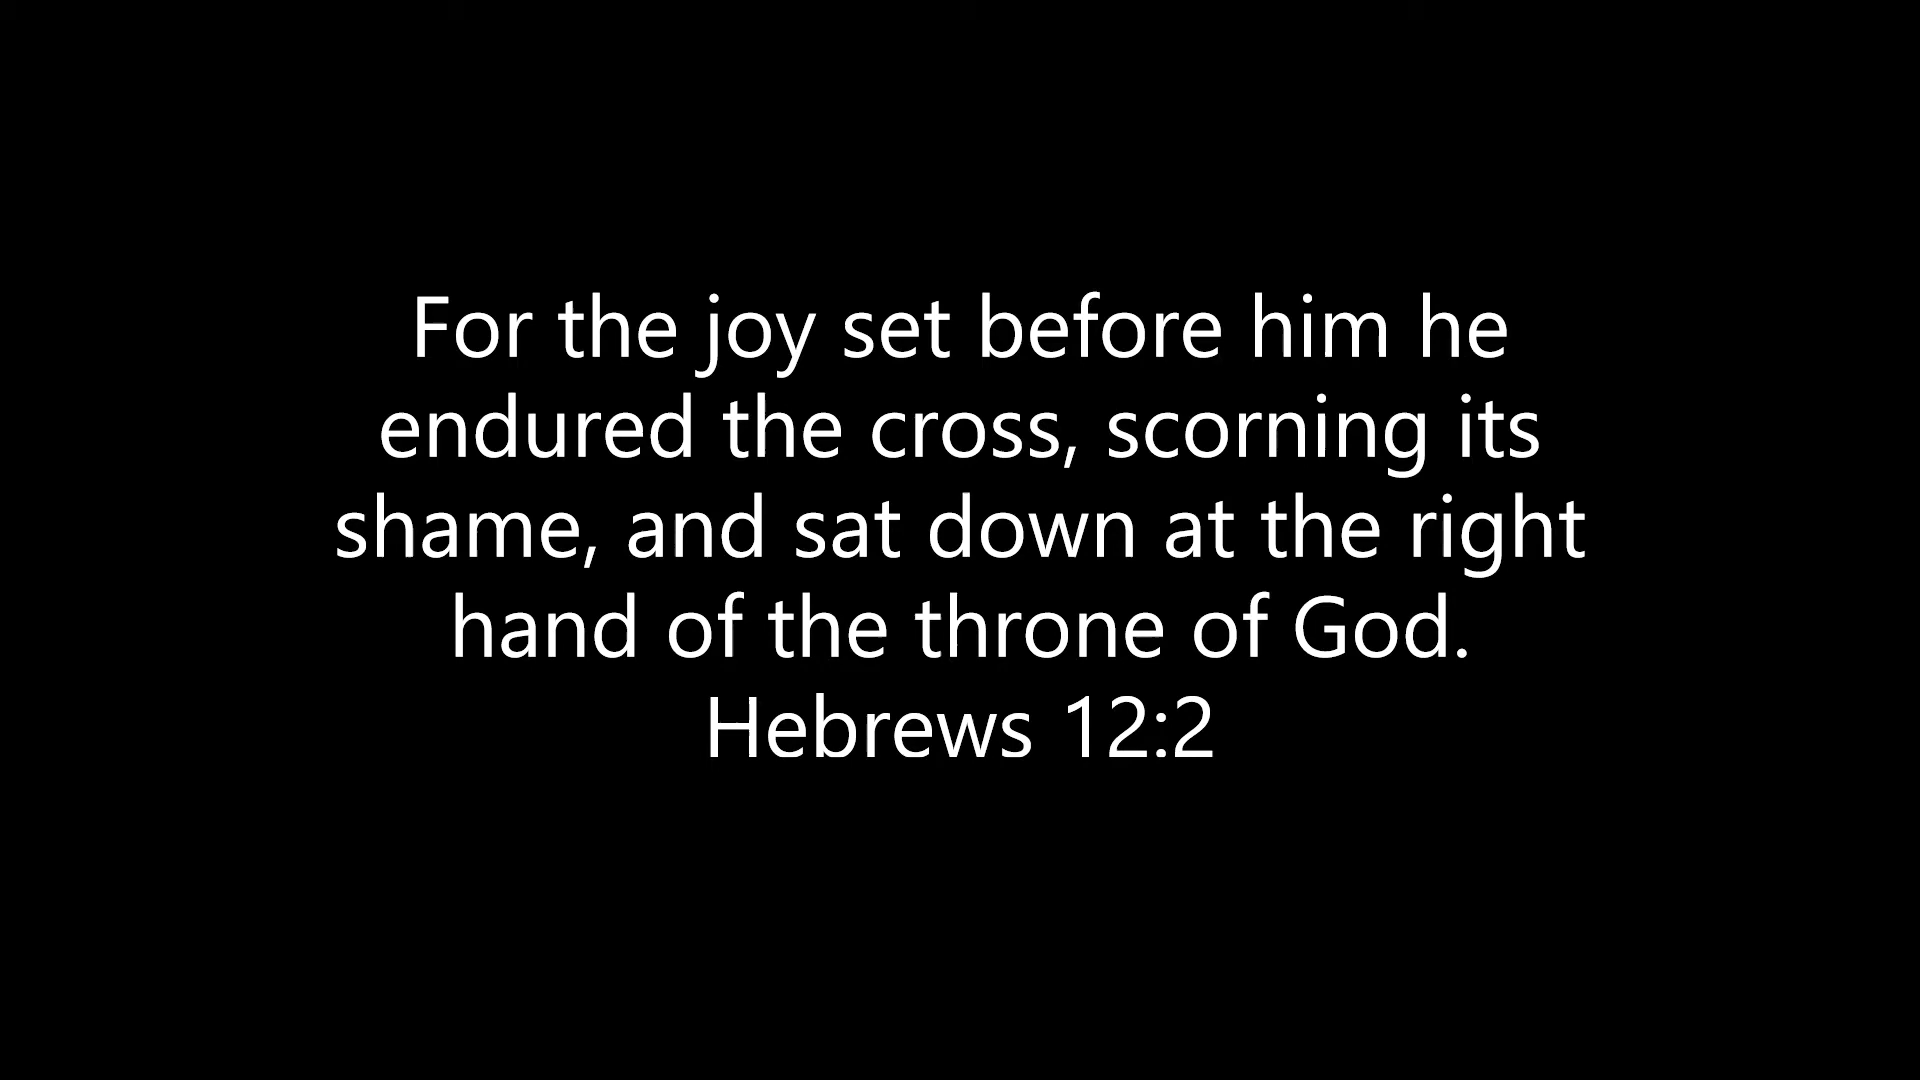 For the joy set before him he
endured the cross, scorning its
shame, and sat down at the right
hand of the throne of God.
Hebrews 12:2